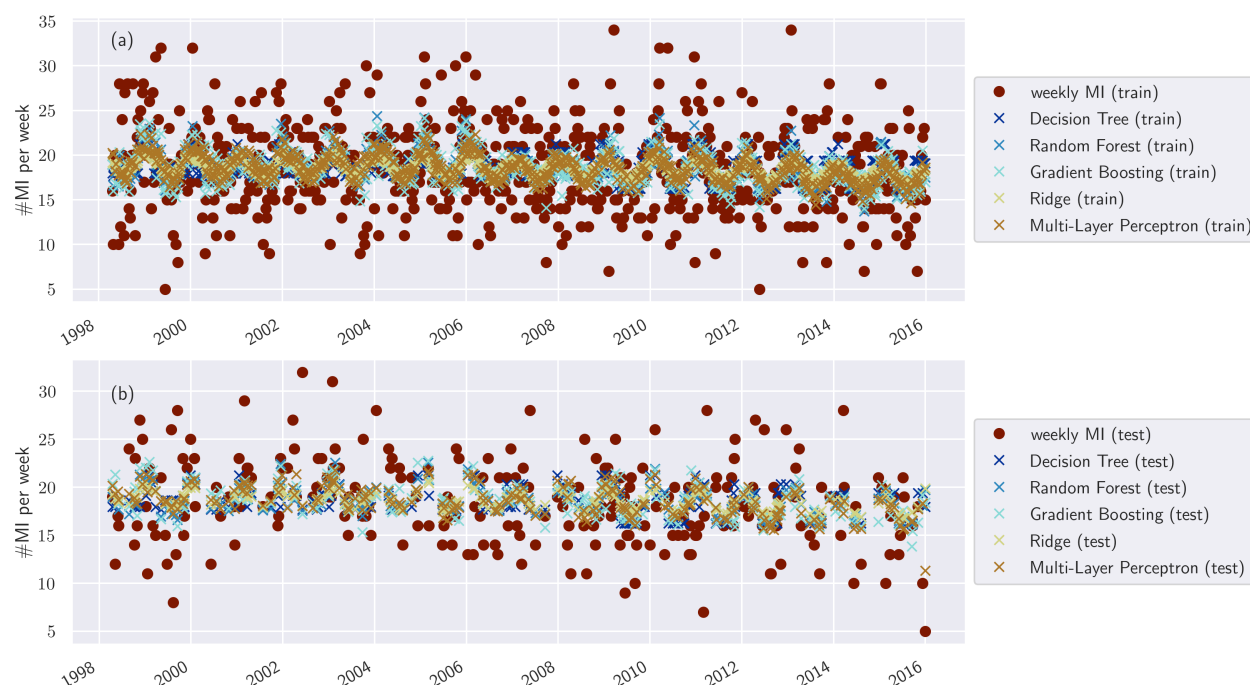 35
(a)
30
25
20
15
10
5
#MI per week
1998
2000
2002
2004
2006
2008
2010
2012
2014
2016
weekly MI (train)
Decision Tree (train)
Random Forest (train)
Gradient Boosting (train)
Ridge (train)
Multi-Layer Perceptron (train)
(b)
30
25
20
15
10
5
#MI per week
1998
2000
2002
2004
2006
2008
2010
2012
2014
2016
weekly MI (test)
Decision Tree (test)
Random Forest (test)
Gradient Boosting (test)
Ridge (test)
Multi-Layer Perceptron (test)